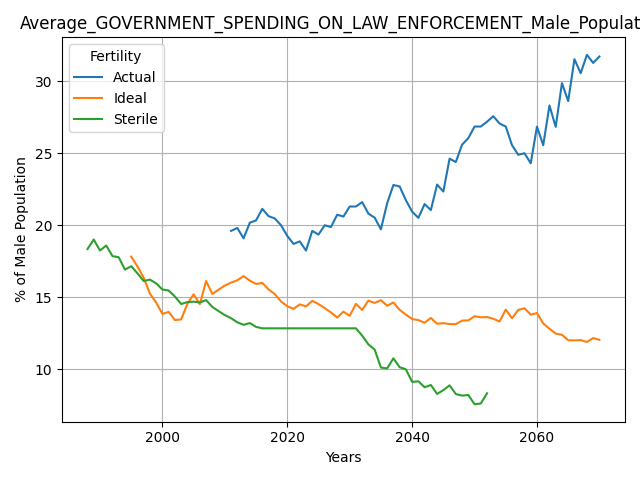 Average_GOVERNMENT_SPENDING_ON_LAW_ENFORCEMENT_Male_Populat
Fertility
Actual
Ideal
Sterile
30
25
20
15
10
% of Male Population
2000 2020 2040 2060
Years